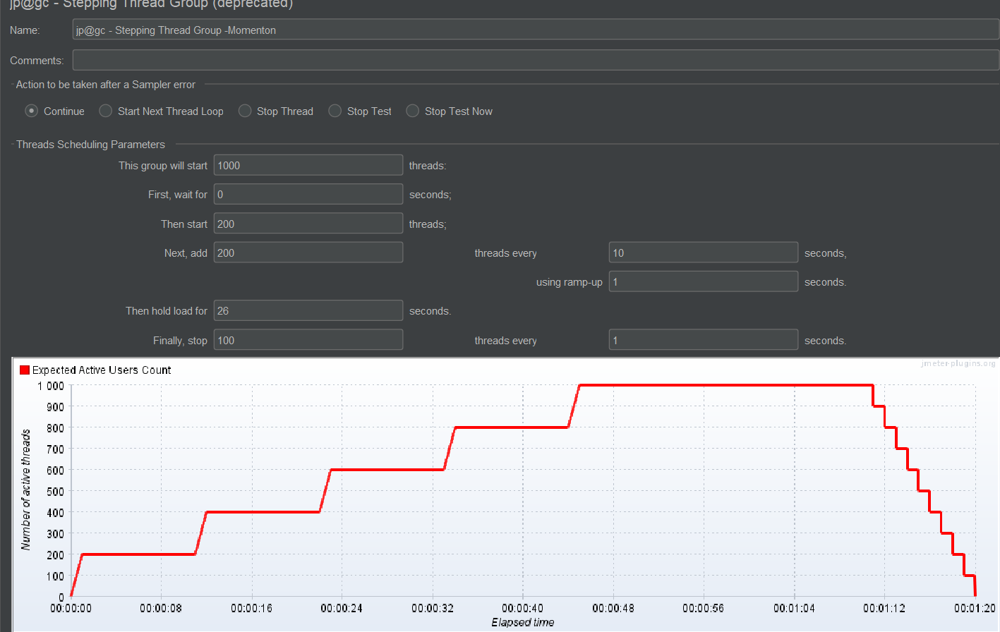 jp@gc - Stepping Thread Group (deprecated)
Name: jp@gc - Stepping Thread Group -Momenton
Comments:
Action to be taken after a Sampler error
Continue Start Next Thread Loop Stop Thread Stop Test Stop Test Now
Threads Scheduling Parameters
This group will start 1000 threads:
First, wait for 0 seconds;
Then start 200 threads;
Next, add 200 threads every 10 seconds,
using ramp-up 1 seconds.
Then hold load for 26 seconds.
Finally, stop 100 threads every 1 seconds.
jmeter-plugins.org
Expected Active Users Count
1 000
900
800
700
600
500
400
300
200
100
0
Number of active threads
00:00:00 00:00:08 00:00:16 00:00:24 00:00:32 00:00:40 00:00:48 00:00:56 00:01:04 00:01:12 00:01:20
Elapsed time